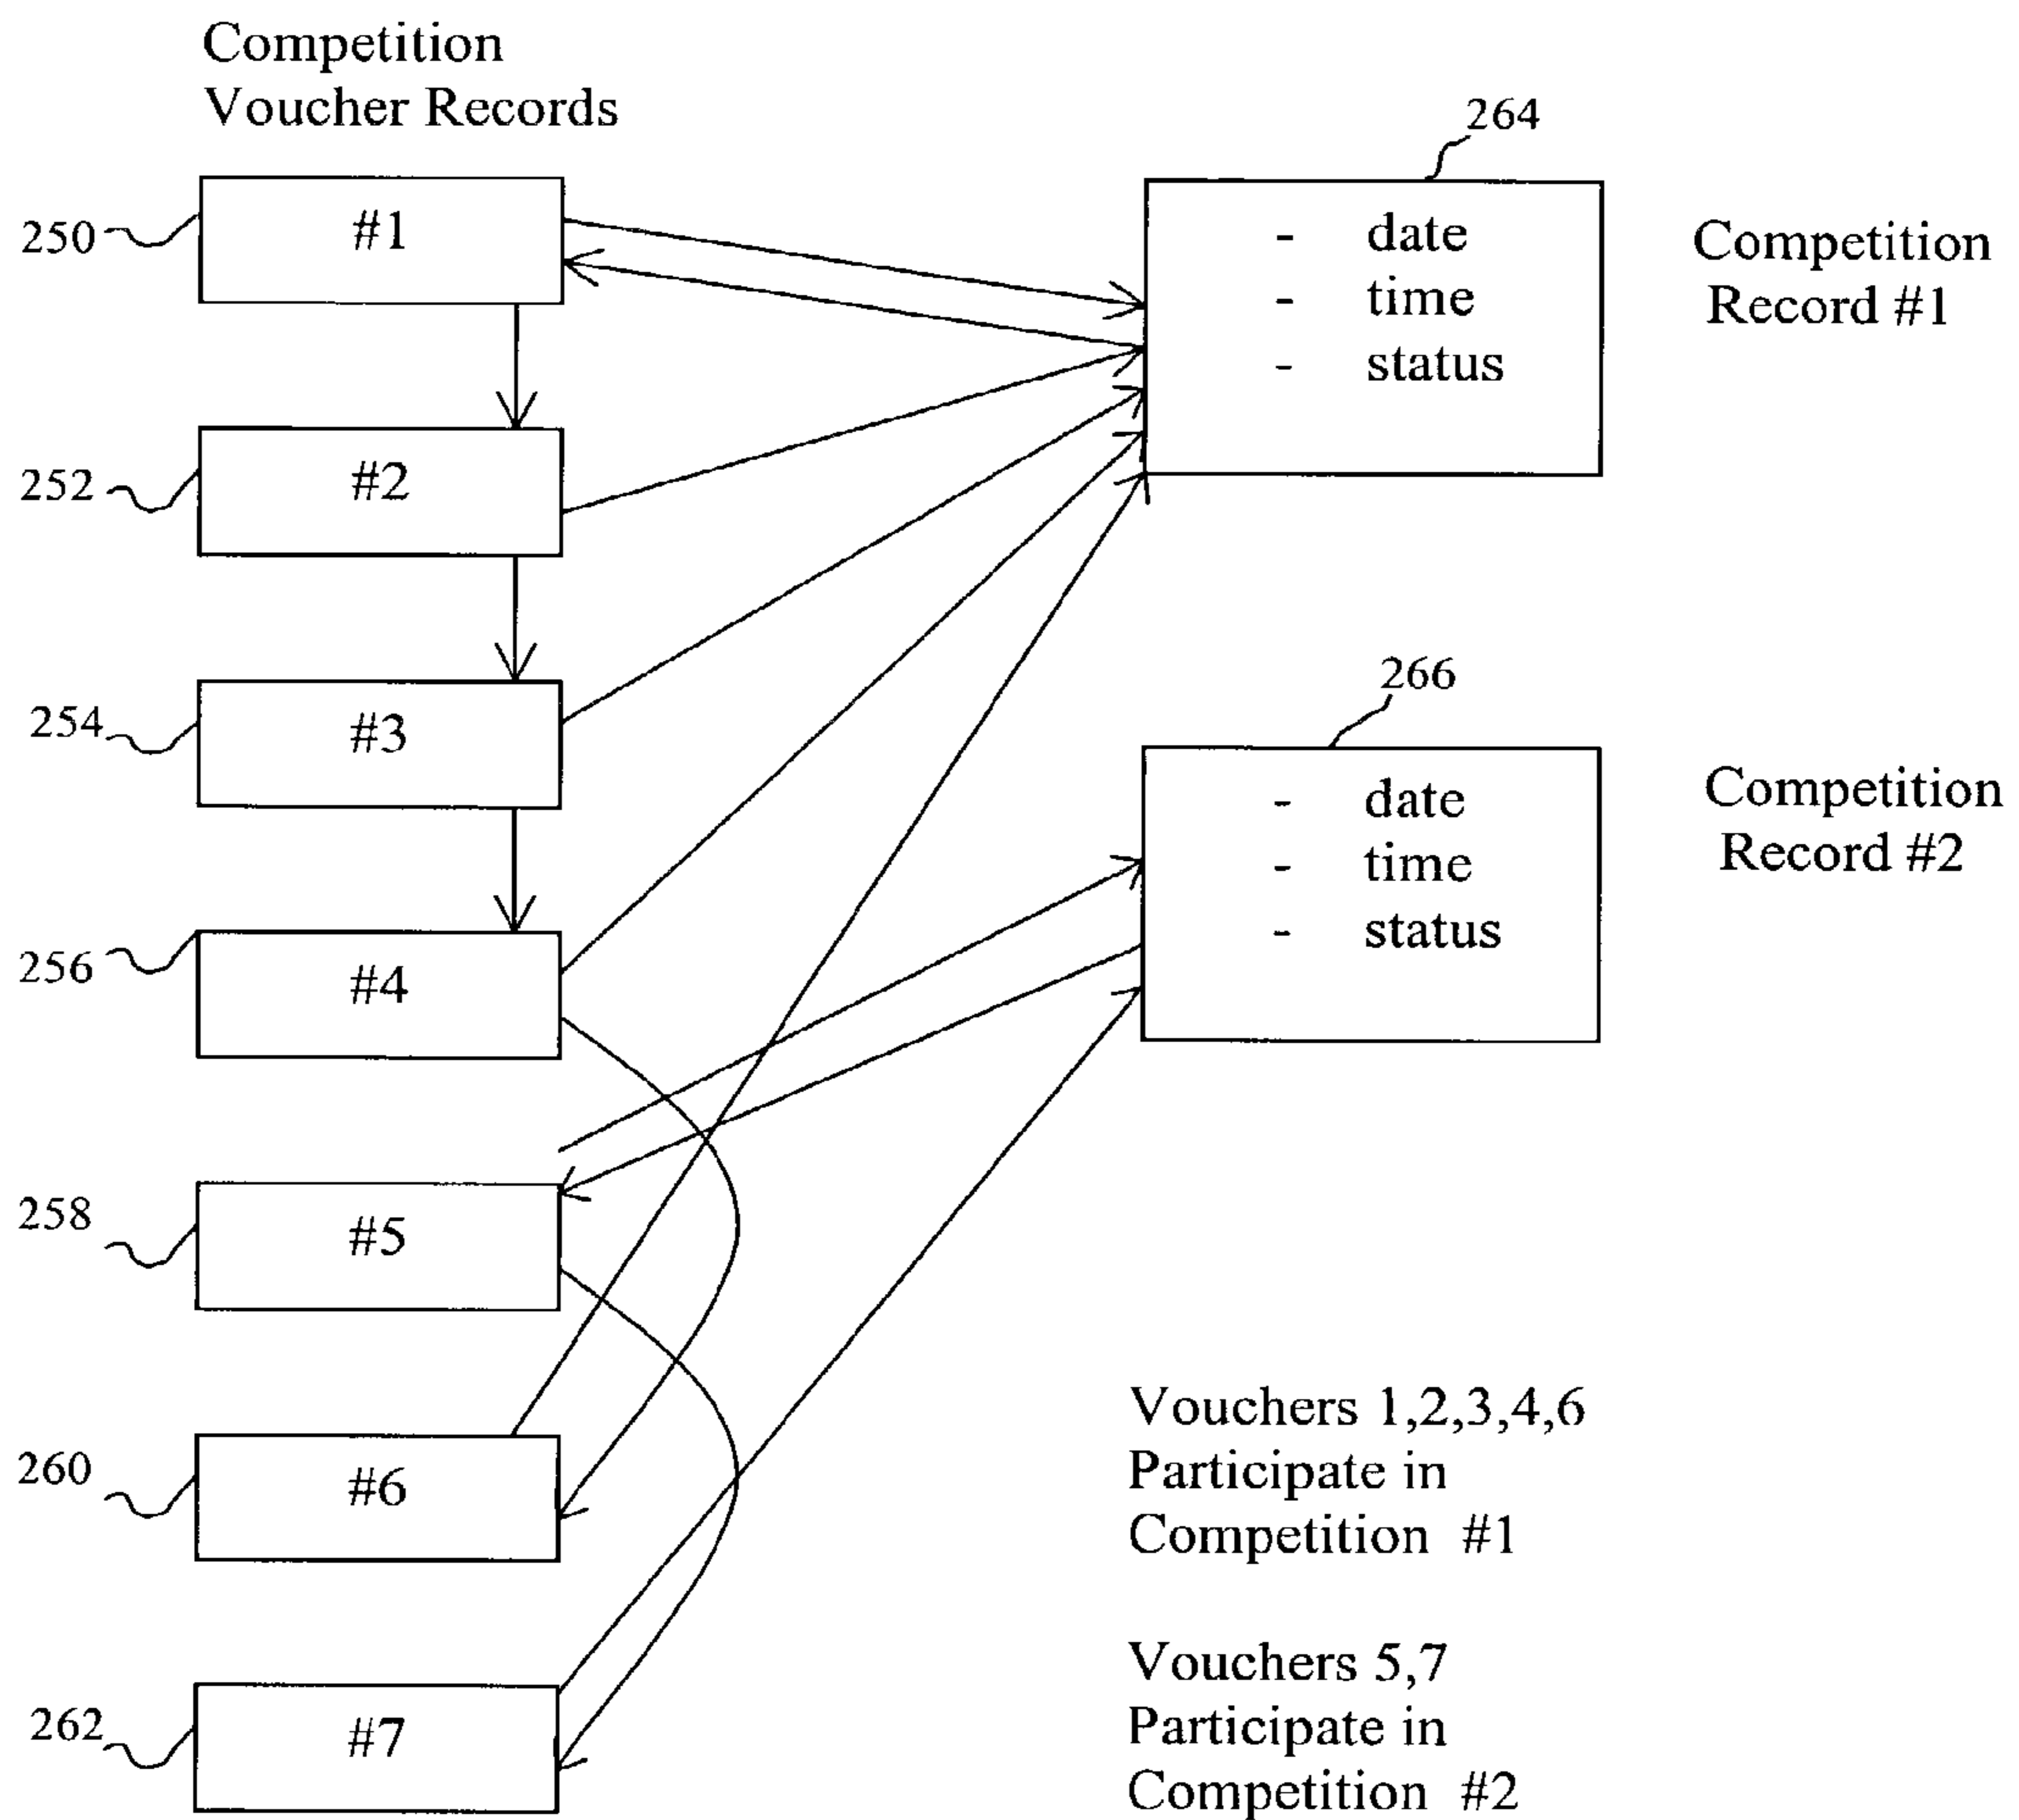 Competition
Voucher Records
264
250
#1
- date
- time
- status
Competition
Record #1
252
#2
254
#3
266
- date
- time
- status
Competition
Record #2
256
#4
258
#5
260
#6
262
#7
Vouchers 1,2,3,4,6
Participate in
Competition #1
Vouchers 5,7
Participate in
Competition #2